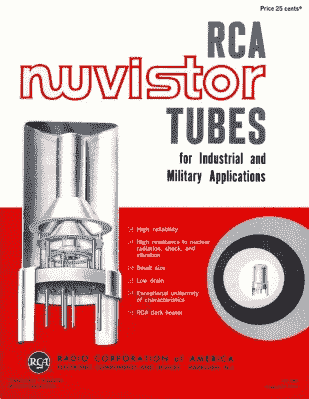 Price 25 cents*
RCA
nuvistor
TUBES
for Industrial and
Military Applications
High reliability
High resistance to nuclear
radiation, shock, and
vibration
Small size
Low drain
Exceptional uniformity
of characteristics
RCA dark heater
RCA
RADIO CORPORATION OF AMERICA